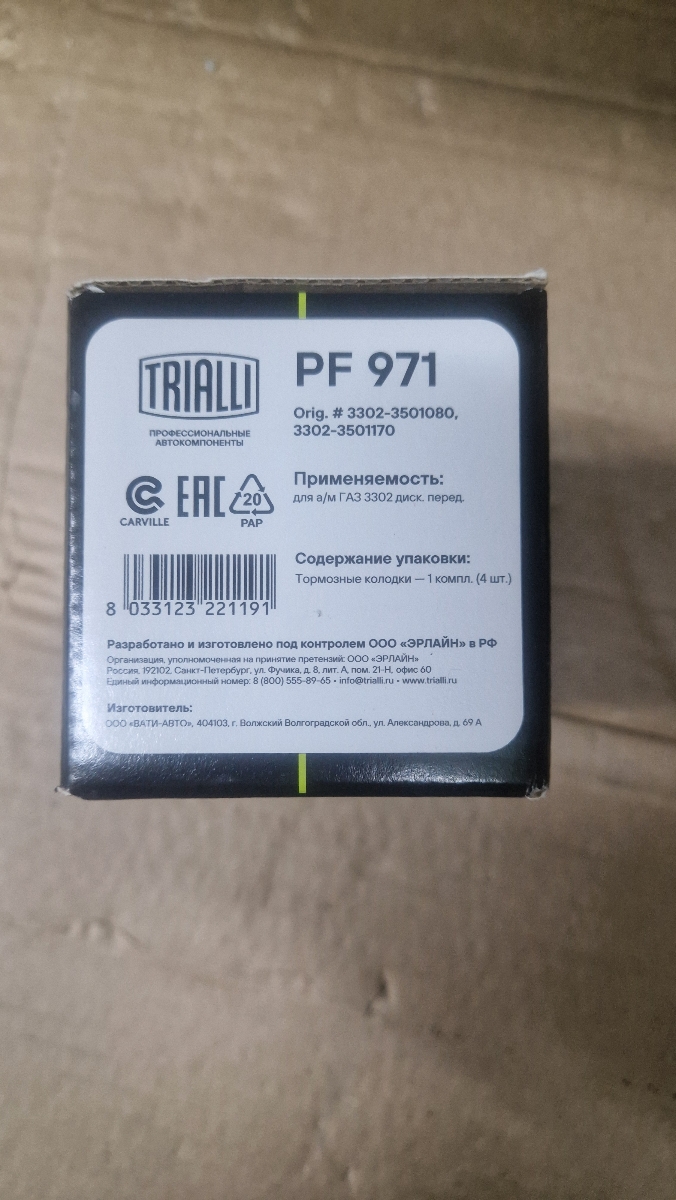 TRIALLI
ПРОФЕССИОНАЛЬНЫЕ
АВТОКОМПОНЕНТЫ
PF 971
Orig. # 3302-3501080,
3302-3501170
CARVILLE
EAC
20
PAP
Применяемость:
для а/м ГАЗ 3302 диск. перед.
8 033123 221191
Содержание упаковки:
Тормозные колодки — 1 компл. (4 шт.)
Разработано и изготовлено под контролем ООО «ЭРЛАЙН» в РФ
Организация, уполномоченная на принятие претензий: ООО «ЭРЛАЙН»
Россия, 192102, Санкт-Петербург, ул. Фучика, д. 8, лит. А, пом. 21-Н, офис 60
Единый информационный номер: 8 (800) 555-89-65 • info@trialli.ru • www.trialli.ru
Изготовитель:
ООО «ВАТИ-АВТО», 404103, г. Волжский Волгоградской обл., ул. Александрова, д. 69 А